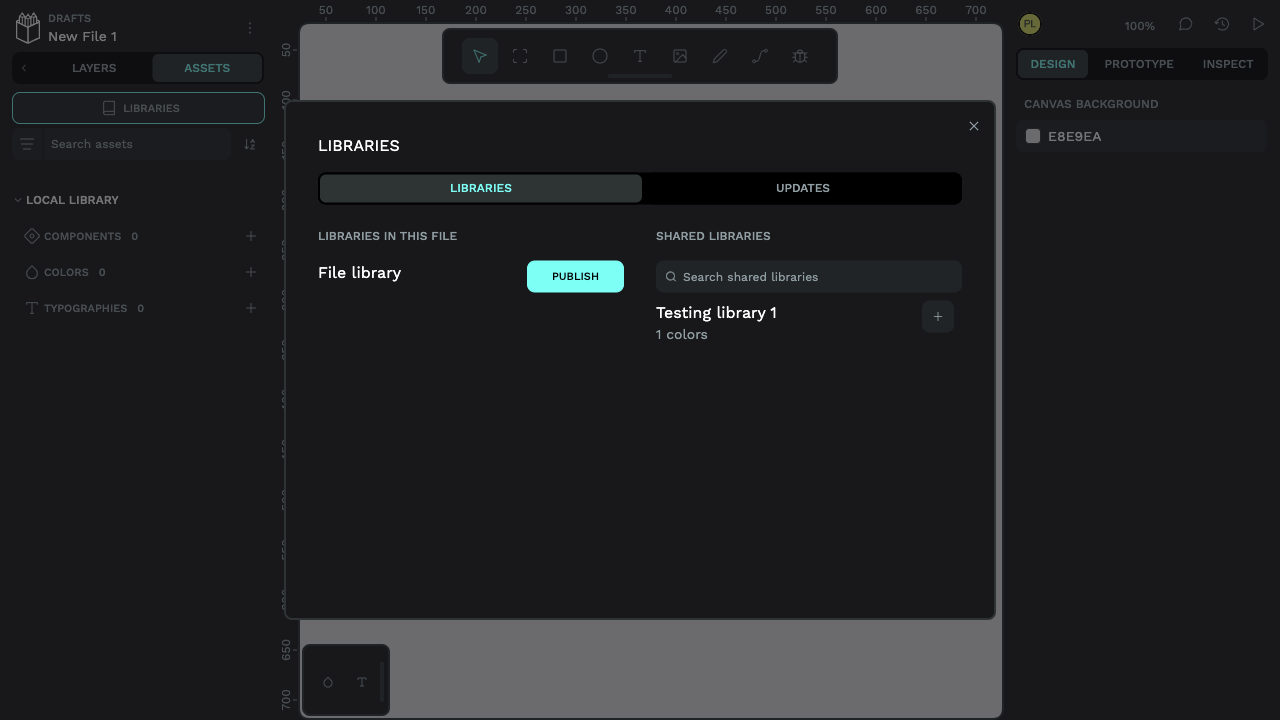 DRAFTS
New File 1
LAYERS
ASSETS
LIBRARIES
Search assets
LOCAL LIBRARY
COMPONENTS 0
COLORS 0
TYPOGRAPHIES 0
50 100 150 200 250 300 350 400 450 500 550 600 650 700
50
650
700
LIBRARIES
LIBRARIES
UPDATES
LIBRARIES IN THIS FILE
File library
PUBLISH
SHARED LIBRARIES
Search shared libraries
Testing library 1
1 colors
PL
100%
DESIGN
PROTOTYPE
INSPECT
CANVAS BACKGROUND
E8E9EA